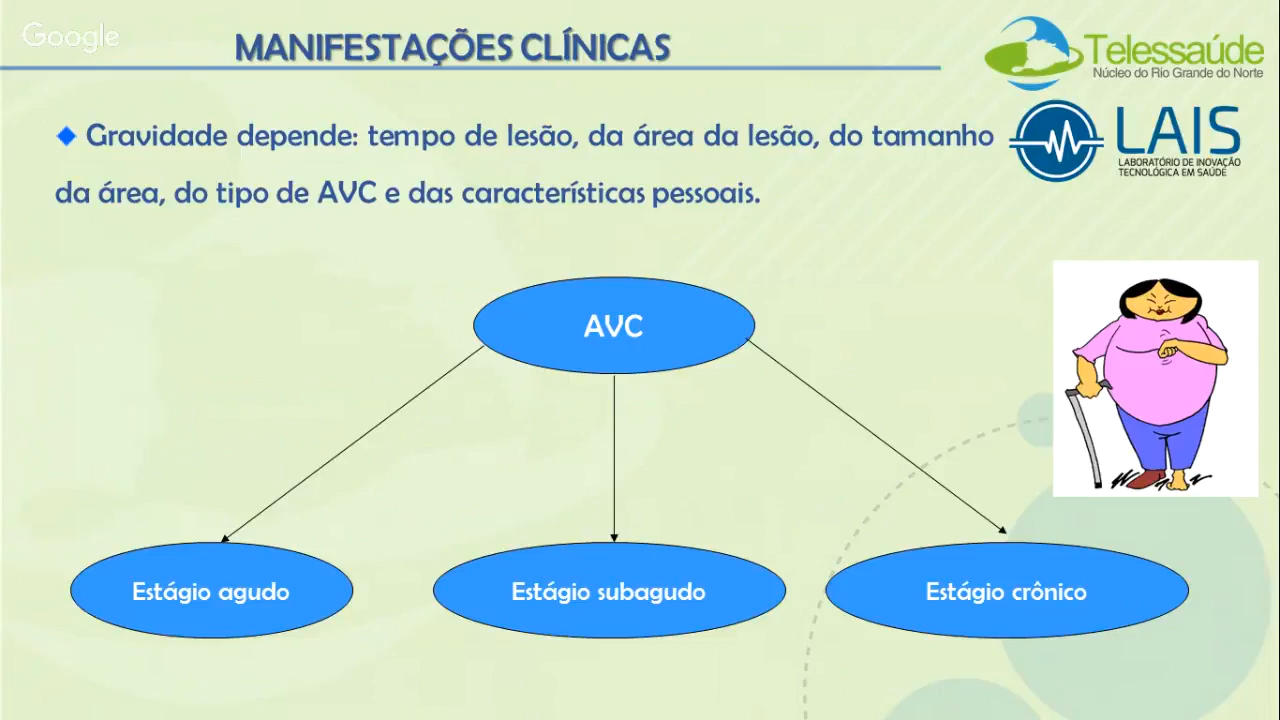 Google
MANIFESTAÇÕES CLÍNICAS
Telessaúde
Núcleo do Rio Grande do Norte
LAIS
LABORATÓRIO DE INOVAÇÃO
TECNOLÓGICA EM SAÚDE
Gravidade depende: tempo de lesão, da área da lesão, do tamanho
da área, do tipo de AVC e das características pessoais.
AVC
Estágio agudo
Estágio subagudo
Estágio crônico